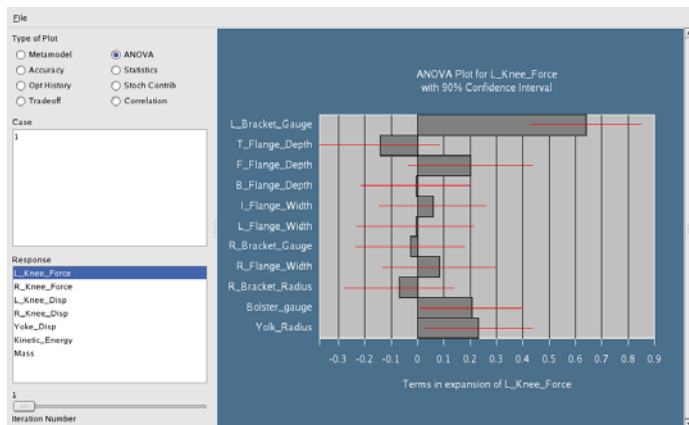 File
Type of Plot
Metamodel
ANOVA
Accuracy
Statistics
Opt History
Stoch Contrib
Tradeoff
Correlation
Case
1
Response
L_Knee_Force
R_Knee_Force
L_Knee_Disp
R_Knee_Disp
Yoke_Disp
Kinetic_Energy
Mass
1
Iteration Number
ANOVA Plot for L_Knee_Force
with 90% Confidence Interval
L_Bracket_Gauge
T_Flange_Depth
F_Flange_Depth
B_Flange_Depth
I_Flange_Width
L_Flange_Width
R_Bracket_Gauge
R_Flange_Width
R_Bracket_Radius
Bolster_gauge
Yolk_Radius
-0.3 -0.2 -0.1 0 0.1 0.2 0.3 0.4 0.5 0.6 0.7 0.8 0.9
Terms in expansion of L_Knee_Force